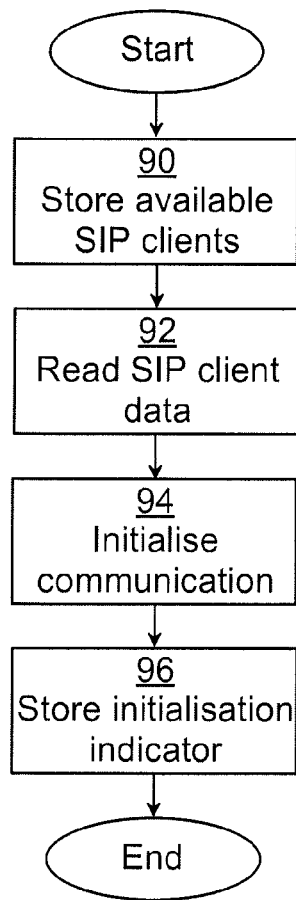 Start
90
Store available
SIP clients
92
Read SIP client
data
94
Initialise
communication
96
Store initialisation
indicator
End